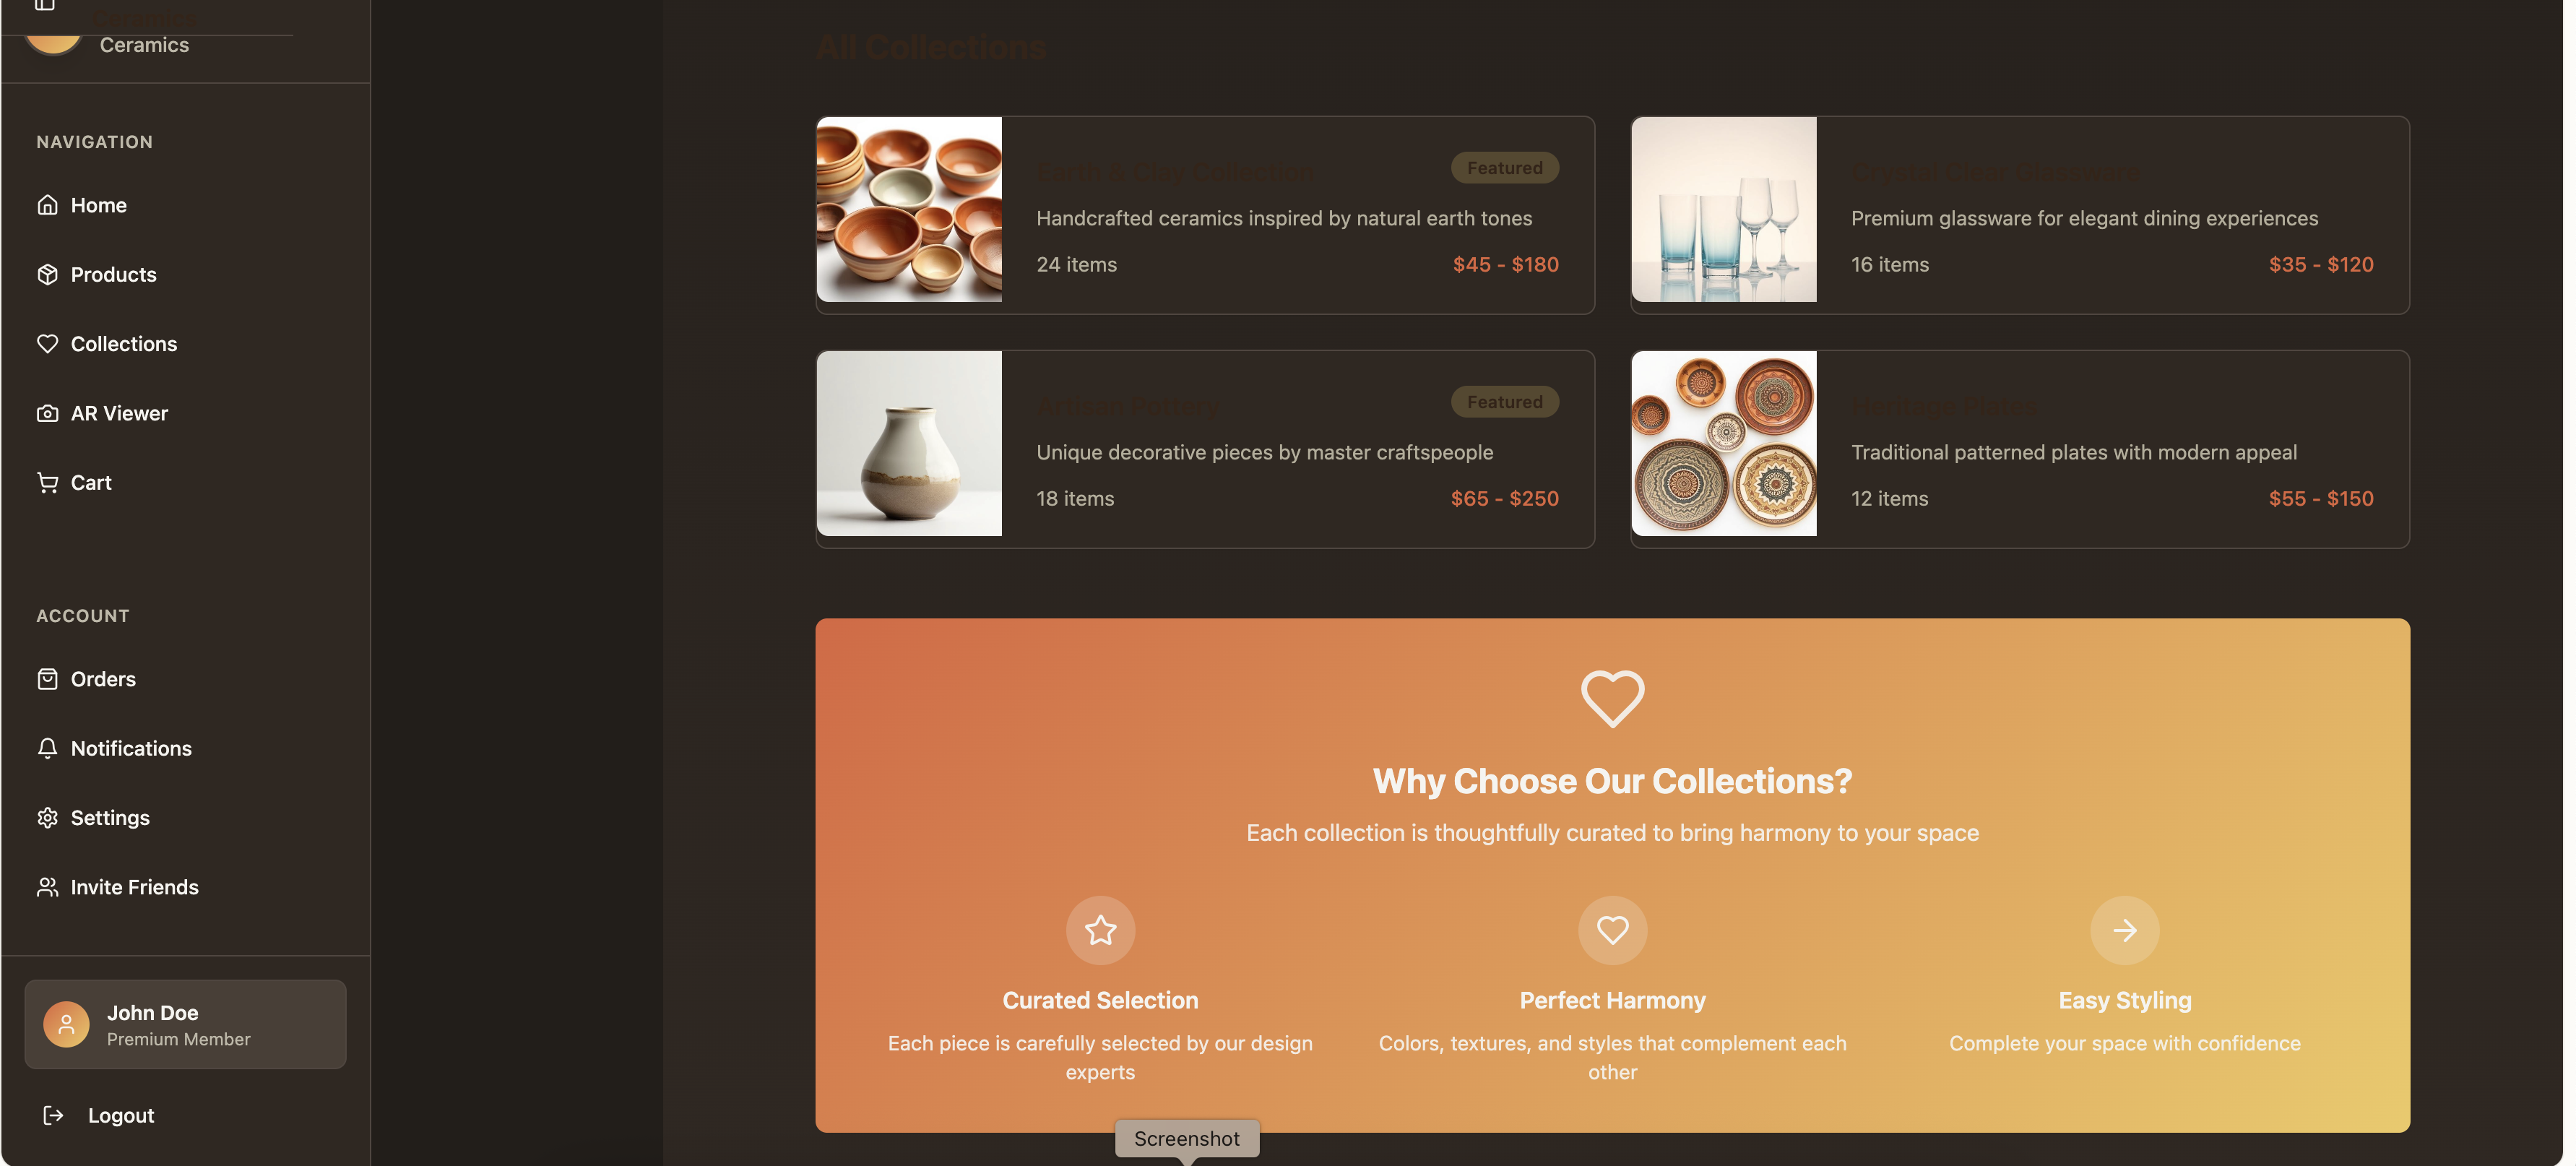 Ceramics
Ceramics
NAVIGATION
Home
Products
Collections
AR Viewer
Cart
ACCOUNT
Orders
Notifications
Settings
Invite Friends
John Doe
Premium Member
Logout
All Collections
Earth & Clay Collection
Featured
Handcrafted ceramics inspired by natural earth tones
24 items
$45 - $180
Crystal Clear Glassware
Premium glassware for elegant dining experiences
16 items
$35 - $120
Artisan Pottery
Featured
Unique decorative pieces by master craftspeople
18 items
$65 - $250
Heritage Plates
Traditional patterned plates with modern appeal
12 items
$55 - $150
Why Choose Our Collections?
Each collection is thoughtfully curated to bring harmony to your space
Curated Selection
Each piece is carefully selected by our design
experts
Perfect Harmony
Colors, textures, and styles that complement each
other
Easy Styling
Complete your space with confidence
Screenshot